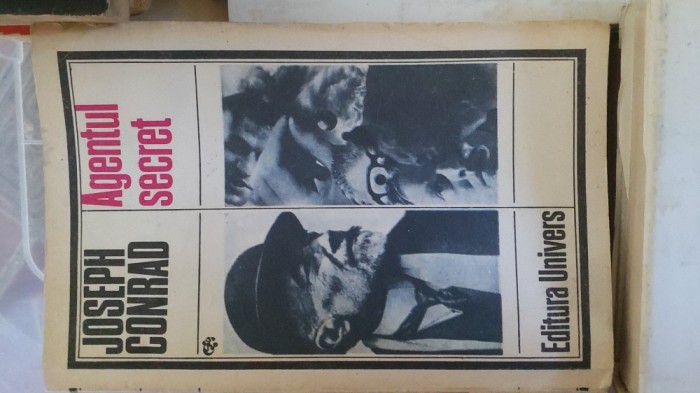 JOSEPH
CONRAD
Agentul
secret
Editura Univers